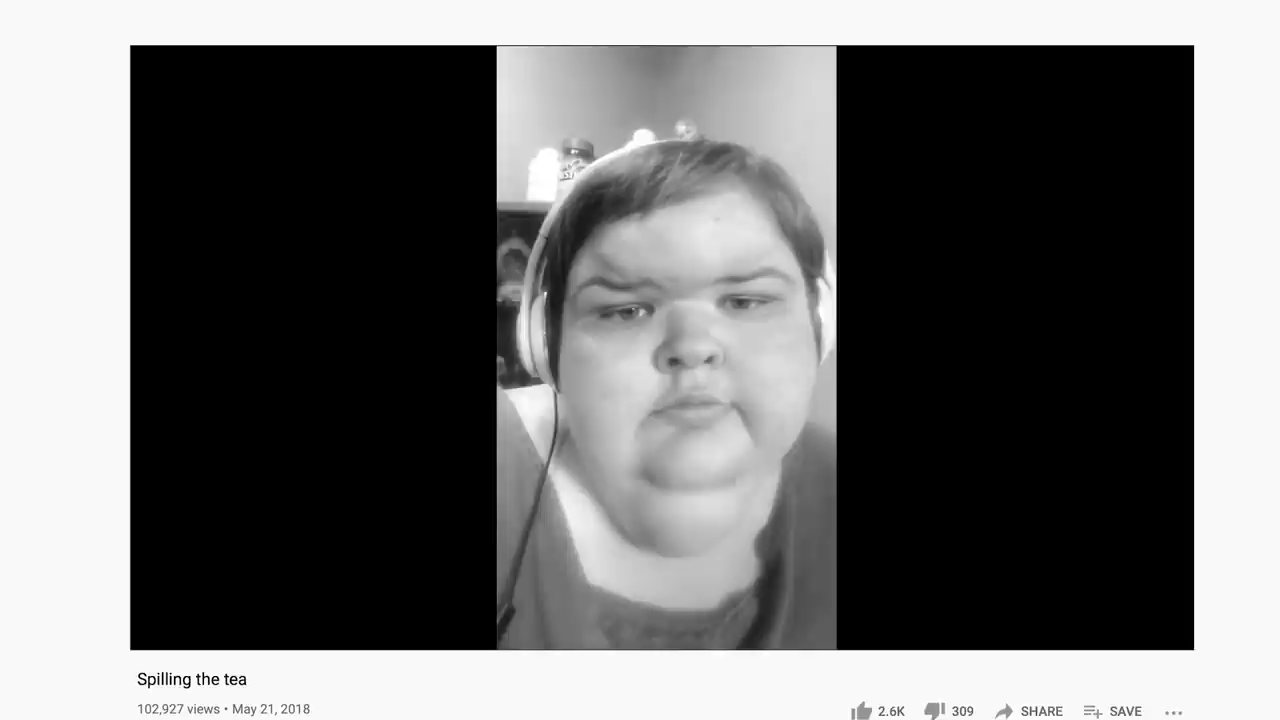 Spilling the tea
102,927 views • May 21, 2018
2.6K 309 SHARE SAVE